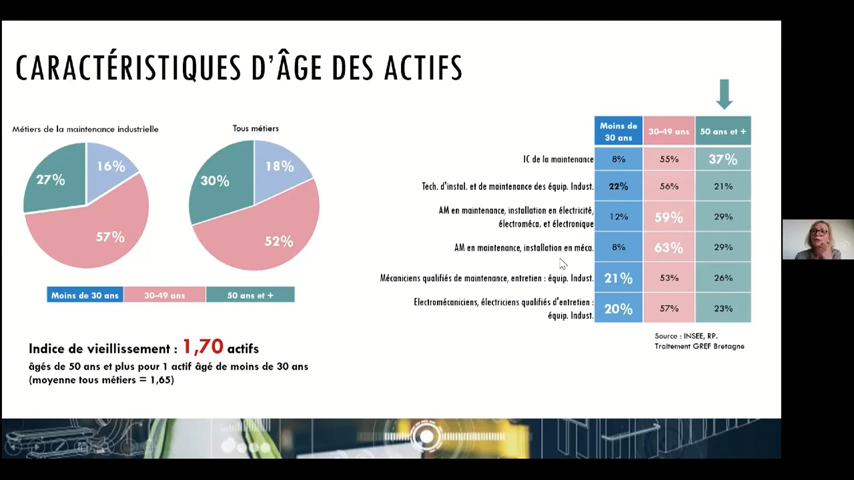 CARACTÉRISTIQUES D'ÂGE DES ACTIFS
Métiers de la maintenance industrielle
Tous métiers
16%
27%
57%
18%
30%
52%
Moins de 30 ans
30-49 ans
50 ans et +
Indice de vieillissement : 1,70 actifs
âgés de 50 ans et plus pour 1 actif âgé de moins de 30 ans
(moyenne tous métiers = 1,65)
Moins de
30 ans
30-49 ans
50 ans et +
IC de la maintenance
8%
55%
37%
Tech. d'instal. et de maintenance des équip. Indust.
22%
56%
21%
AM en maintenance, installation en électricité,
électroméca. et électronique
12%
59%
29%
AM en maintenance, installation en méca.
8%
63%
29%
Mécaniciens qualifiés de maintenance, entretien : équip. Indust.
21%
53%
26%
Electromécaniciens, électriciens qualifiés d'entretien :
équip. Indust.
20%
57%
23%
Source : INSEE, RP.
Traitement GREF Bretagne